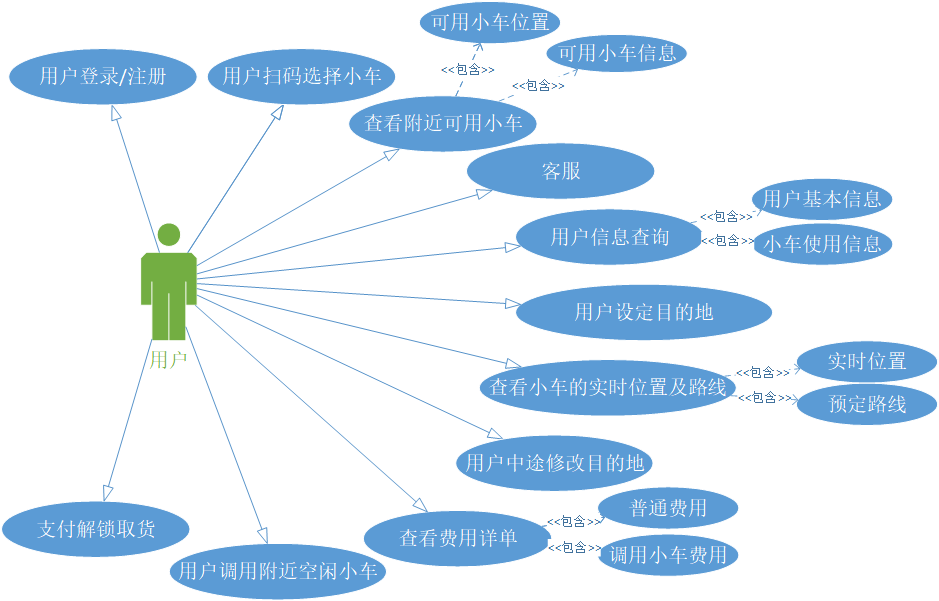 可用小车位置
可用小车信息
用户登录/注册
用户扫码选择小车
<<包含>>
<<包含>>
查看附近可用小车
客服
用户基本信息
<<包含>>
用户信息查询
<<包含>>
小车使用信息
用户设定目的地
用户
实时位置
<<包含>>
查看小车的实时位置及路线
<<包含>>
预定路线
用户中途修改目的地
普通费用
<<包含>>
支付解锁取货
查看费用详单
<<包含>>
调用小车费用
用户调用附近空闲小车